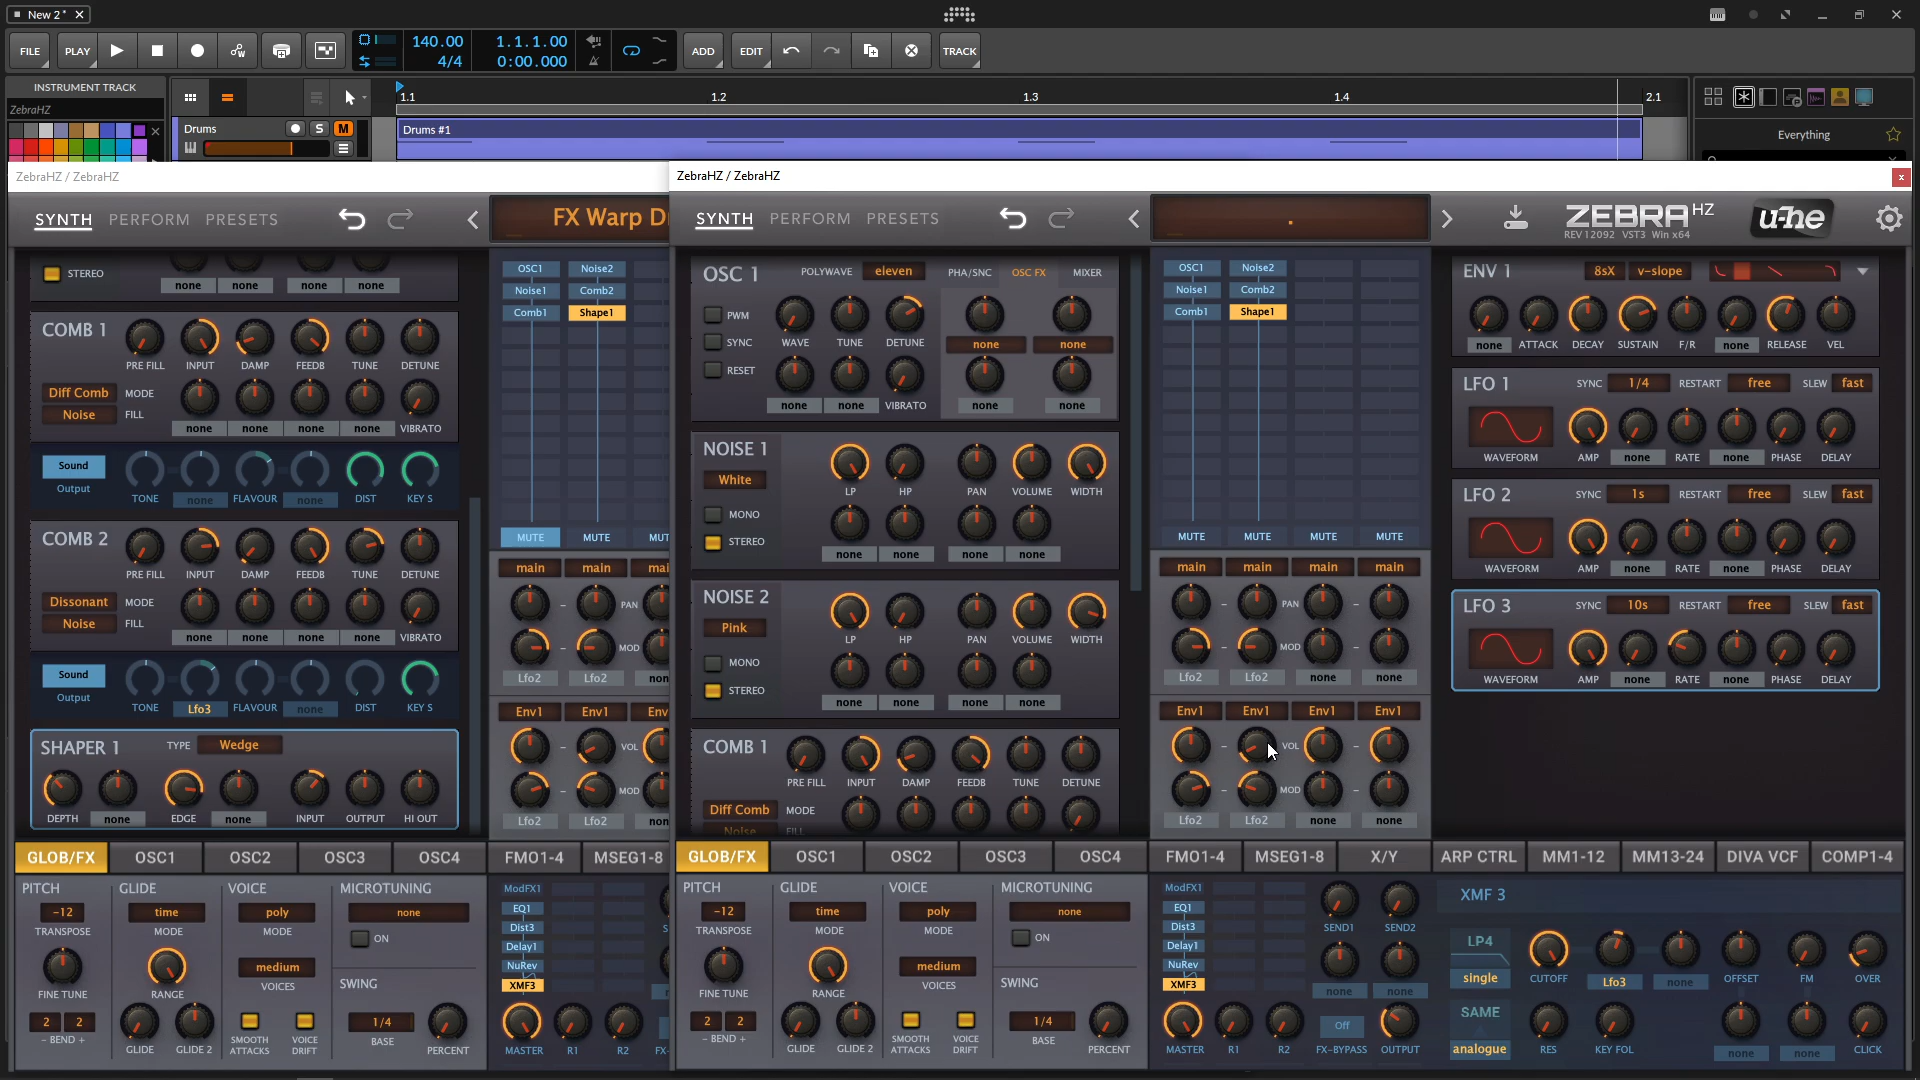 New 2*
FILE
PLAY
140.00
4/4
1.1.1.00
0:00.000
ADD
EDIT
TRACK
INSTRUMENT TRACK
ZebraHZ
1.1
1.2
1.3
1.4
2.1
Drums
S
M
Drums #1
Everything
ZebraHZ / ZebraHZ
SYNTH PERFORM PRESETS
STEREO
none none none none
COMB 1
PRE FILL INPUT DAMP FEEDB TUNE DETUNE
Diff Comb MODE
Noise FILL
none none none none VIBRATO
Sound
Output
TONE none FLAVOUR none DIST KEY S
COMB 2
PRE FILL INPUT DAMP FEEDB TUNE DETUNE
Dissonant MODE
Noise FILL
none none none none VIBRATO
Sound
Output
TONE Lfo3 FLAVOUR none DIST KEY S
SHAPER 1 TYPE Wedge
DEPTH none EDGE none INPUT OUTPUT HI OUT
OSC1 Noise2
Noise1 Comb2
Comb1 Shape1
MUTE MUTE
main main
PAN
MOD
Lfo2 Lfo2
Env1 Env1
VOL
MOD
Lfo2 Lfo2
GLOB/FX OSC1 OSC2 OSC3 OSC4 FMO1-4 MSEG1-8
PITCH GLIDE VOICE MICROTUNING
-12 time poly none
TRANSPOSE MODE MODE
ON
medium
FINE TUNE RANGE VOICES
SWING
2 2
- BEND +
GLIDE GLIDE 2
SMOOTH ATTACKS
VOICE DRIFT
1/4
BASE
PERCENT
ModFX1
EQ1
Dist3
Delay1
NuRev
XMF3
MASTER R1 R2
ZebraHZ / ZebraHZ
x
SYNTH PERFORM PRESETS
.
ZEBRA HZ
REV 12092 VST3 Win x64
u-he
OSC 1 POLYWAVE eleven PHA/SNC OSC FX MIXER
PWM
SYNC
RESET
WAVE TUNE DETUNE none none
none none VIBRATO none none
NOISE 1
White
LP HP PAN VOLUME WIDTH
MONO
STEREO
none none none none
NOISE 2
Pink
LP HP PAN VOLUME WIDTH
MONO
STEREO
none none none none
COMB 1
PRE FILL INPUT DAMP FEEDB TUNE DETUNE
Diff Comb MODE
Noise FILL
OSC1 Noise2
Noise1 Comb2
Comb1 Shape1
MUTE MUTE MUTE MUTE
main main main main
PAN
MOD
Lfo2 Lfo2 none none
Env1 Env1 Env1 Env1
VOL
MOD
Lfo2 Lfo2 none none
ENV 1 8sX v-slope
none ATTACK DECAY SUSTAIN F/R none RELEASE VEL
LFO 1 SYNC 1/4 RESTART free SLEW fast
WAVEFORM AMP none RATE none PHASE DELAY
LFO 2 SYNC 1s RESTART free SLEW fast
WAVEFORM AMP none RATE none PHASE DELAY
LFO 3 SYNC 10s RESTART free SLEW fast
WAVEFORM AMP none RATE none PHASE DELAY
GLOB/FX OSC1 OSC2 OSC3 OSC4 FMO1-4 MSEG1-8 X/Y ARP CTRL MM1-12 MM13-24 DIVA VCF COMP1-4
PITCH GLIDE VOICE MICROTUNING
-12 time poly none
TRANSPOSE MODE MODE
ON
medium
FINE TUNE RANGE VOICES
SWING
2 2
- BEND +
GLIDE GLIDE 2
SMOOTH ATTACKS
VOICE DRIFT
1/4
BASE
PERCENT
ModFX1
EQ1
Dist3
Delay1
NuRev
XMF3
SEND1 SEND2
none none
Off
MASTER R1 R2 FX-BYPASS OUTPUT
XMF 3
LP4
single
CUTOFF Lfo3 none OFFSET FM OVER
SAME
analogue
RES KEY FOL none none CLICK